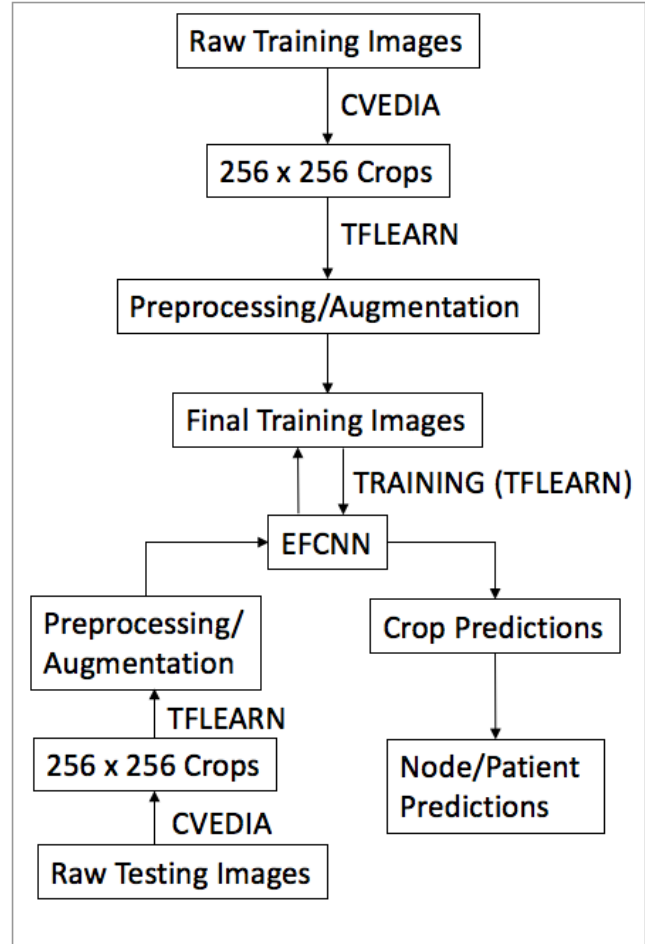 Raw Training Images
CVEDIA
256 x 256 Crops
TFLEARN
Preprocessing/Augmentation
Final Training Images
TRAINING (TFLEARN)
EFCNN
Preprocessing/
Augmentation
TFLEARN
256 x 256 Crops
CVEDIA
Raw Testing Images
Crop Predictions
Node/Patient
Predictions